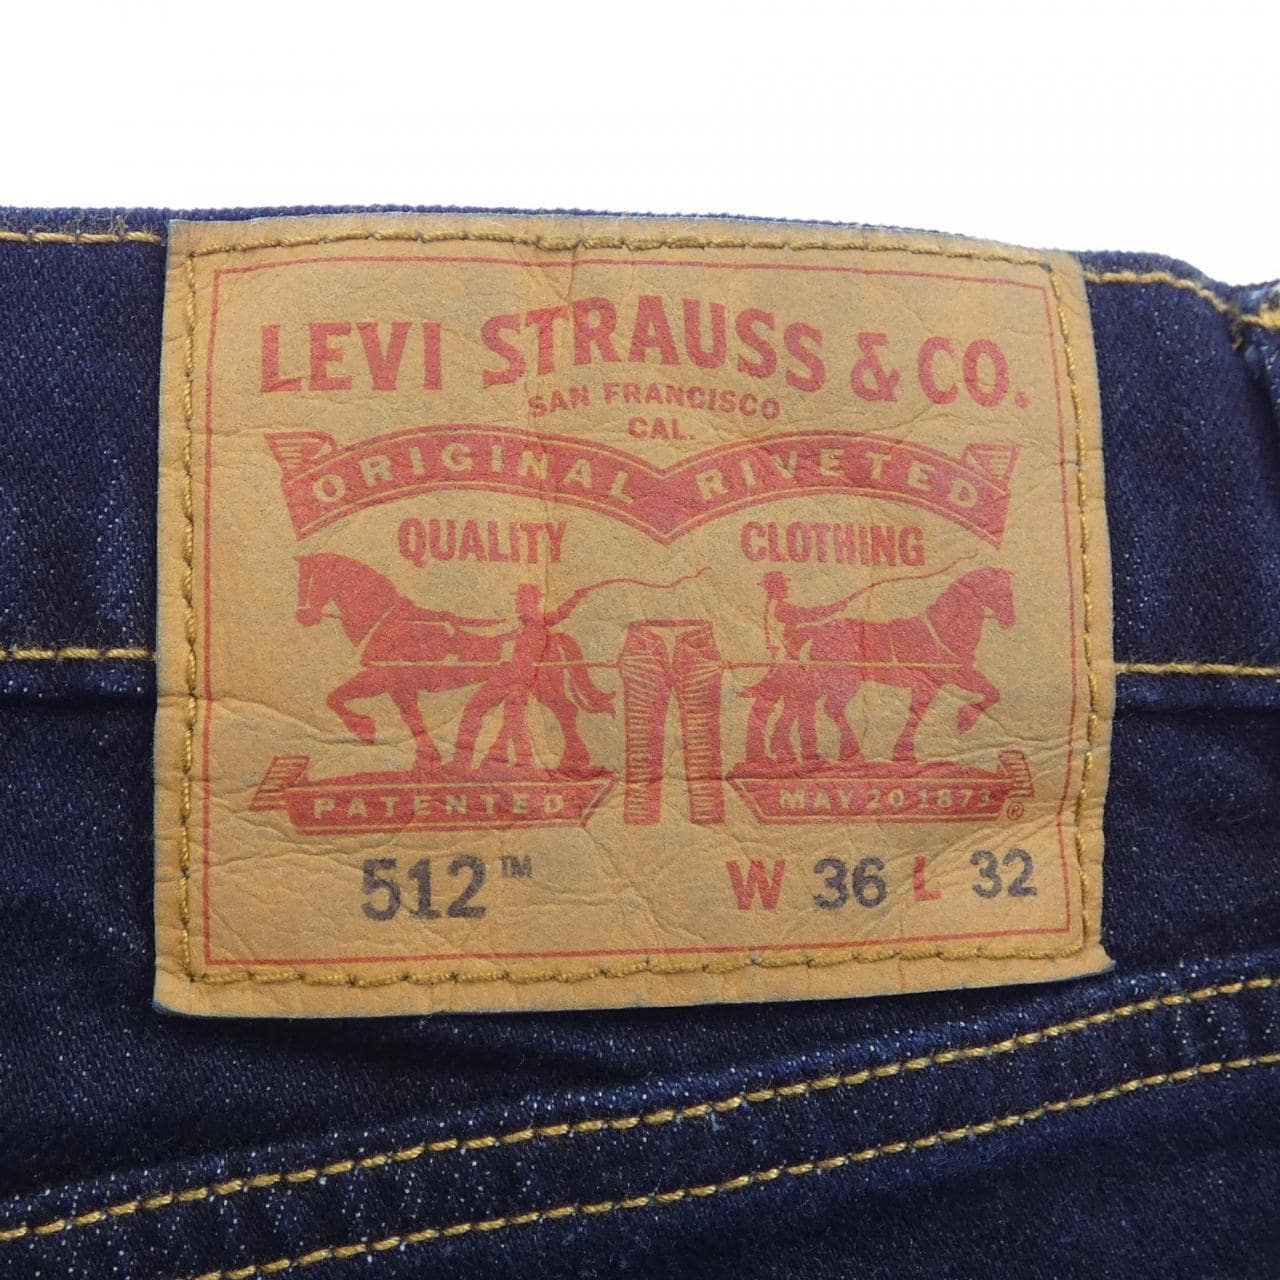 LEVI STRAUSS & CO.
SAN FRANCISCO
CAL.
ORIGINAL RIVETED
QUALITY CLOTHING
PATENTED MAY 20 1873 ®
512™ W 36 L 32